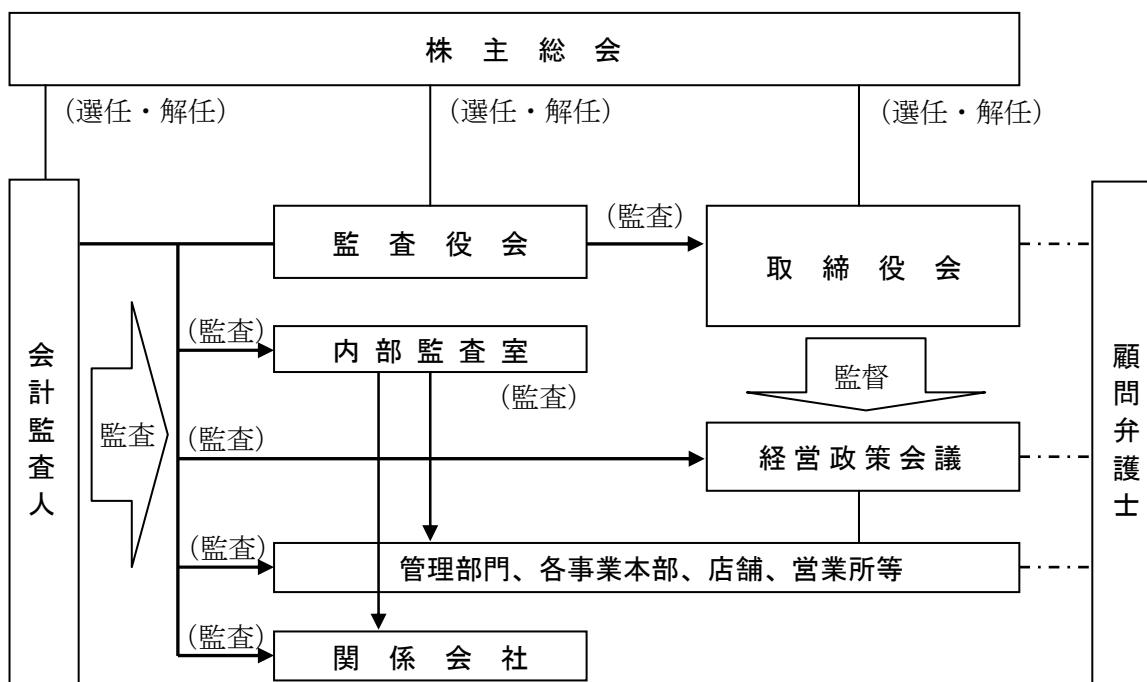 株主総会
（選任・解任）
（選任・解任）
（選任・解任）
会計監査人
監査役会
（監査）
取締役会
顧問弁護士
（監査）
内部監査室
（監査）
監督
監査
（監査）
経営政策会議
（監査）
管理部門、各事業本部、店舗、営業所等
（監査）
関係会社